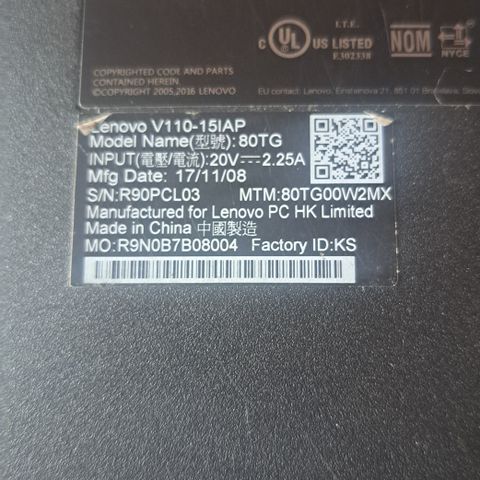 I.T.E.
c UL US LISTED
E302338
NOM
NYCE
COPYRIGHTED CODE AND PARTS
CONTAINED HEREIN.
©COPYRIGHT 2005,2016 LENOVO
EU contact: Lenovo, Einsteinova 21, 851 01 Bratislava, Slov
Lenovo V110-15IAP
Model Name(型號): 80TG
INPUT(電壓/電流):20V⎓2.25A
Mfg Date: 17/11/08
S/N:R90PCL03 MTM:80TG00W2MX
Manufactured for Lenovo PC HK Limited
Made in China 中國製造
MO:R9N0B7B08004 Factory ID:KS